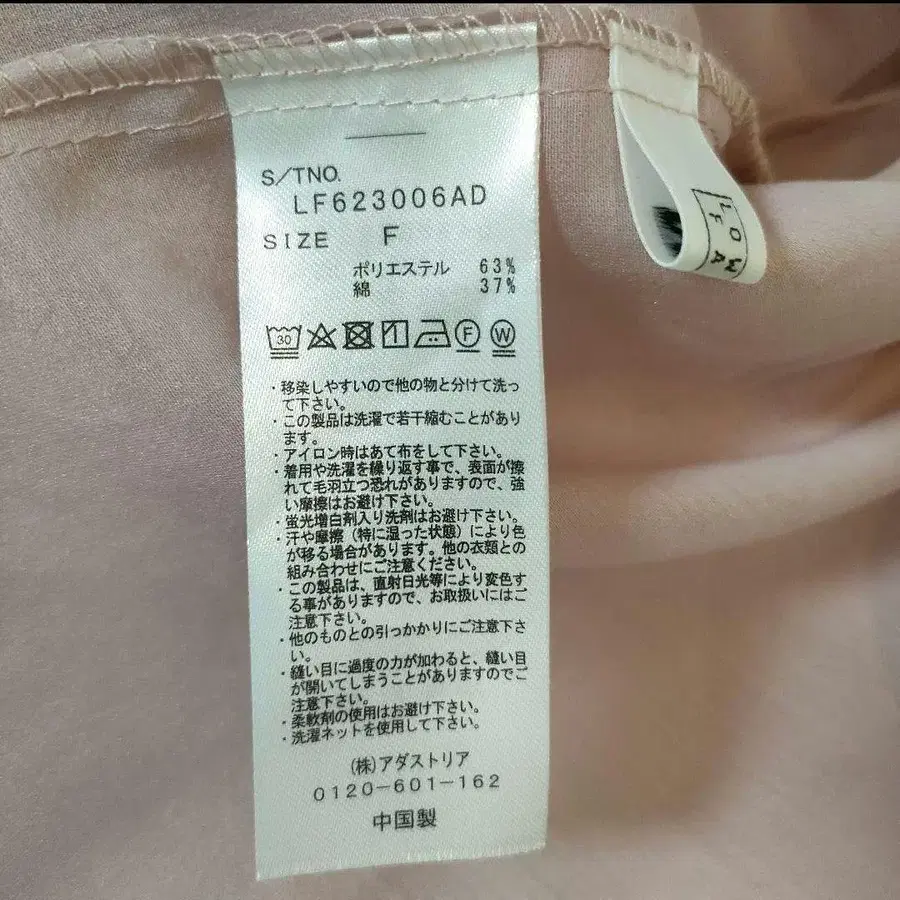 S/TNO.
LF623006AD
SIZE F
ポリエステル 63%
綿 37%
30 F W
・移染しやすいので他の物と分けて洗っ
て下さい。
・この製品は洗濯で若干縮むことがあり
ます。
・アイロン時はあて布をして下さい。
・着用や洗濯を繰り返す事で、表面が擦
れて毛羽立つ恐れがありますので、強
い摩擦はお避け下さい。
・蛍光増白剤入り洗剤はお避け下さい。
・汗や摩擦（特に湿った状態）により色
が移る場合があります。他の衣類との
組み合わせにご注意ください。
・この製品は、直射日光等により変色す
る事がありますので、お取扱いにはご
注意下さい。
・他のものとの引っかかりにご注意下さ
い。
・縫い目に過度の力が加わると、縫い目
が開いてしまうことがありますのでご
注意下さい。
・柔軟剤の使用はお避け下さい。
・洗濯ネットを使用して下さい。
(株)アダストリア
0120-601-162
中国製